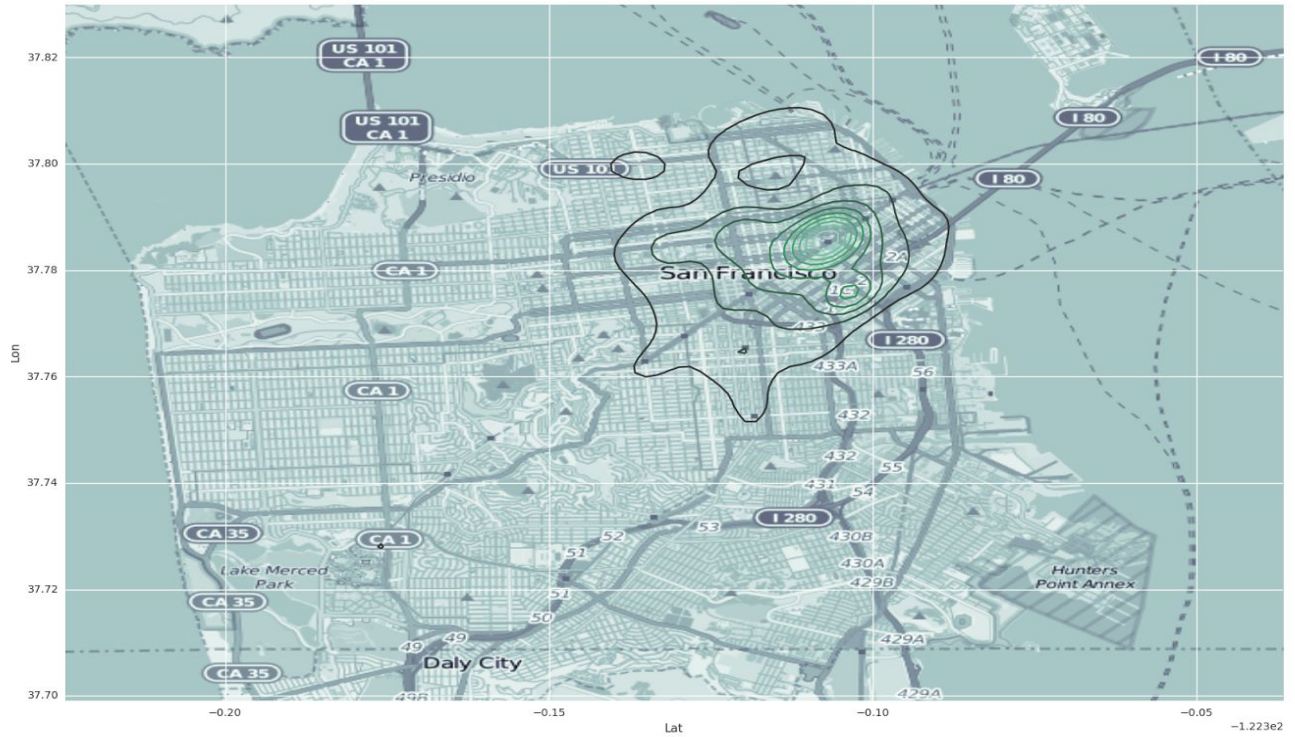 37.82
37.80
37.78
37.76
37.74
37.72
37.70
Lon
−0.20
−0.15
−0.10
−0.05
Lat
−1.223e2
US 101
CA 1
US 101
CA 1
I 80
I 80
I 80
US 101
Presidio
CA 1
San Francisco
2A
I 280
433A
56
CA 1
432
432
55
431
54
I 280
53
52
51
430B
CA 35
CA 1
Lake Merced
Park
430A
429B
Hunters
Point Annex
CA 35
51
50
49
49
429A
Daly City
CA 35
49B
429A